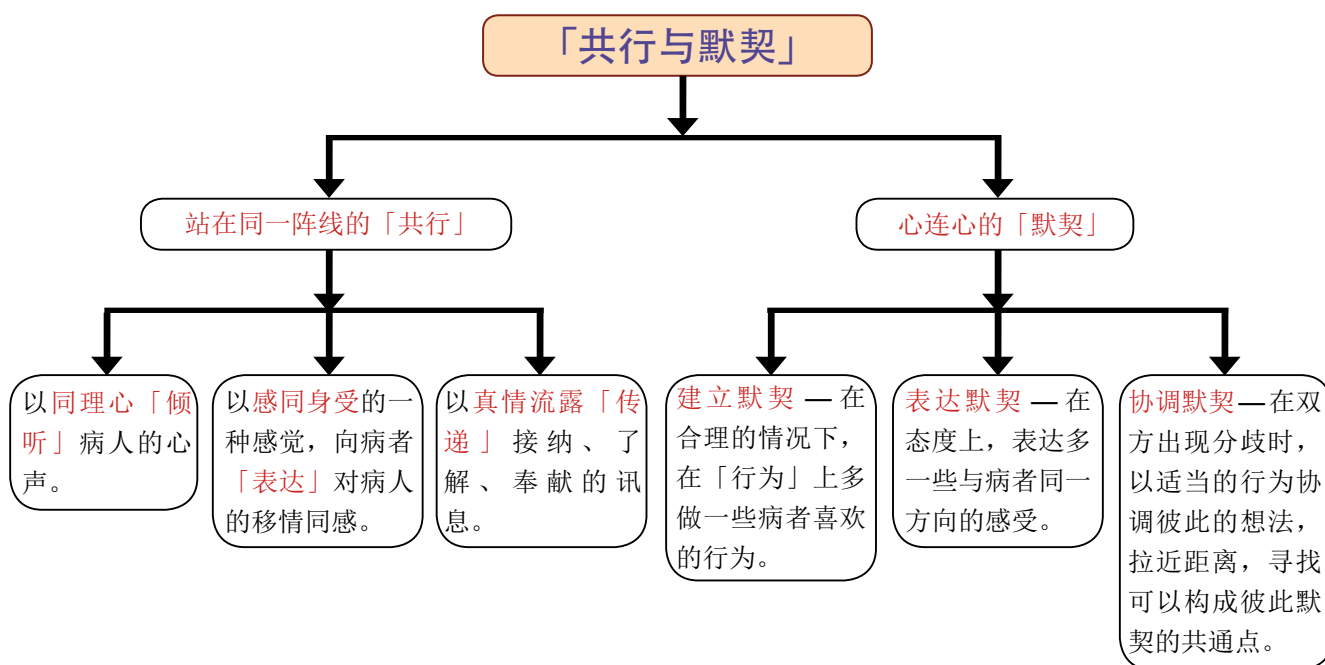 「共行与默契」
站在同一阵线的「共行」
心连心的「默契」
以同理心「倾
听」病人的心
声。
以感同身受的一
种感觉，向病者
「表达」对病人
的移情同感。
以真情流露「传
递」接纳、了
解、奉献的讯
息。
建立默契 — 在
合理的情况下，
在「行为」上多
做一些病者喜欢
的行为。
表达默契 — 在
态度上，表达多
一些与病者同一
方向的感受。
协调默契—在双
方出现分歧时，
以适当的行为协
调彼此的想法，
拉近距离，寻找
可以构成彼此默
契的共通点。